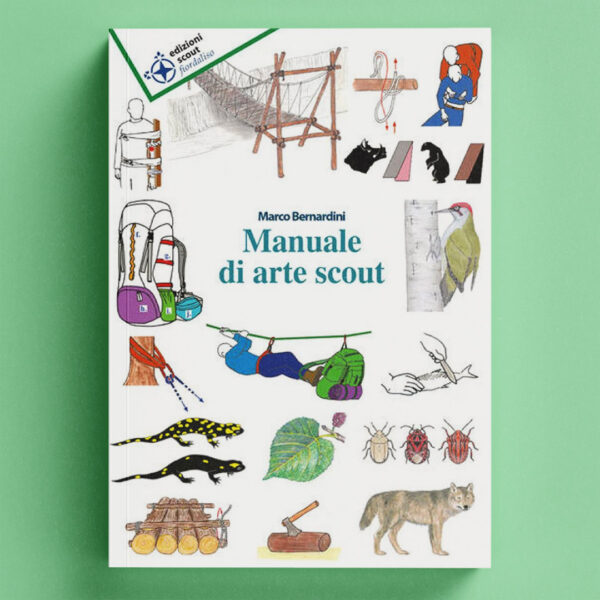 edizioni
scout
fiordaliso
Marco Bernardini
Manuale
di arte scout